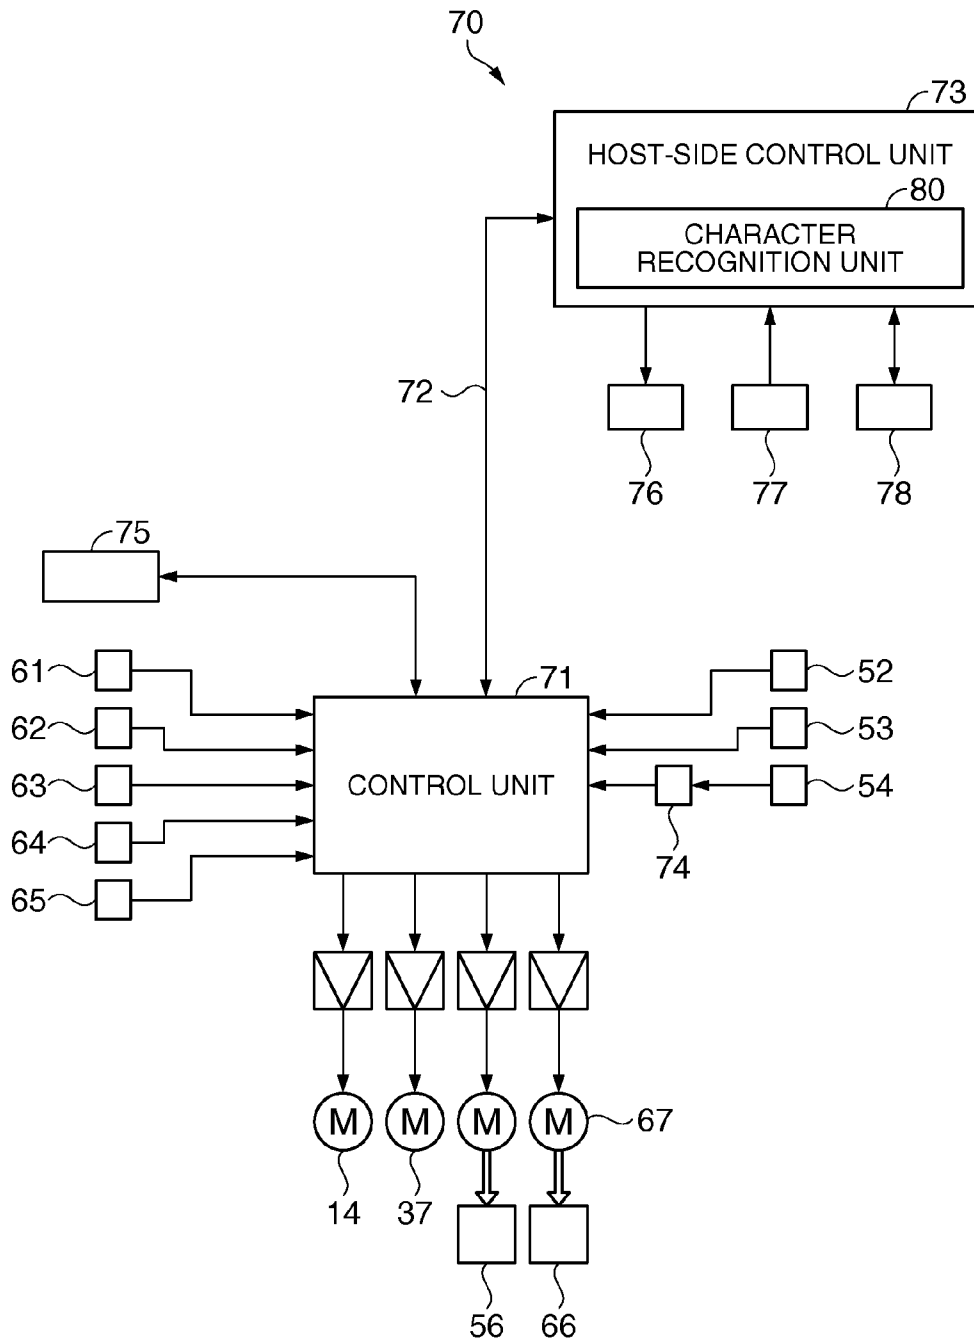 70
73
HOST-SIDE CONTROL UNIT
80
CHARACTER
RECOGNITION UNIT
72
76 77 78
75
61
71
52
62
53
63
CONTROL UNIT
54
64
74
65
M M M M 67
14 37
56 66